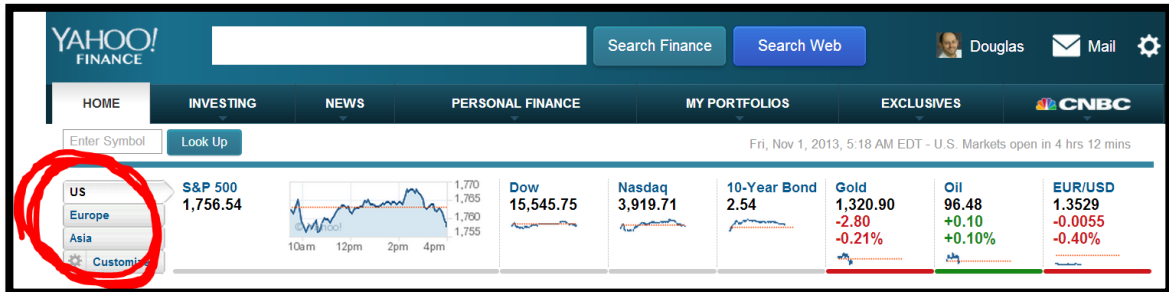 YAHOO!
FINANCE
Search Finance
Search Web
Douglas
Mail
HOME
INVESTING
NEWS
PERSONAL FINANCE
MY PORTFOLIOS
EXCLUSIVES
CNBC
Enter Symbol
Look Up
Fri, Nov 1, 2013, 5:18 AM EDT - U.S. Markets open in 4 hrs 12 mins
US
Europe
Asia
Customize
S&P 500
1,756.54
1,770
1,765
1,760
1,755
10am 12pm 2pm 4pm
Dow
15,545.75
Nasdaq
3,919.71
10-Year Bond
2.54
Gold
1,320.90
-2.80
-0.21%
Oil
96.48
+0.10
+0.10%
EUR/USD
1.3529
-0.0055
-0.40%